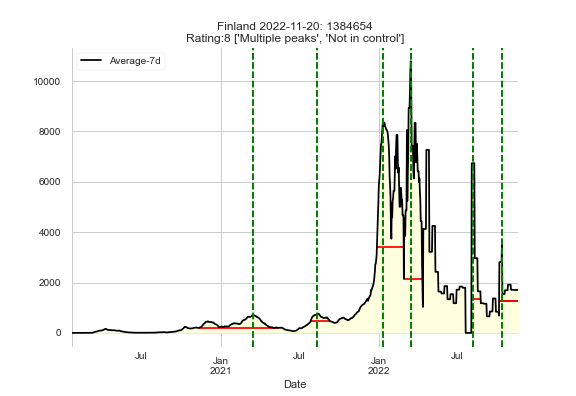 Finland 2022-11-20: 1384654
Rating:8 ['Multiple peaks', 'Not in control']
Average-7d
10000
8000
6000
4000
2000
0
Jul
Jan
2021
Jul
Jan
2022
Jul
Date